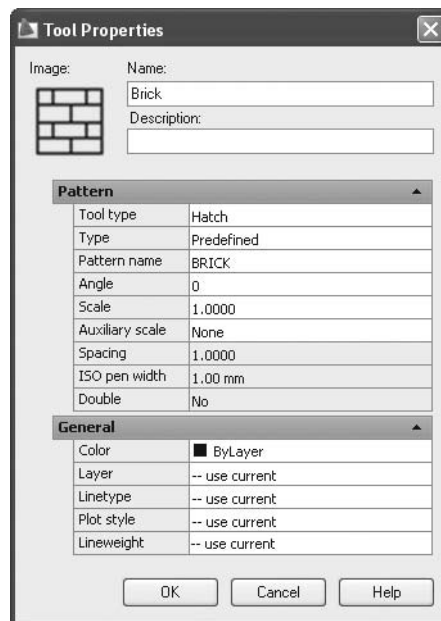 Tool Properties
Image:
Name:
Brick
Description:
Pattern
Tool type Hatch
Type Predefined
Pattern name BRICK
Angle 0
Scale 1.0000
Auxiliary scale None
Spacing 1.0000
ISO pen width 1.00 mm
Double No
General
Color ByLayer
Layer -- use current
Linetype -- use current
Plot style -- use current
Lineweight -- use current
OK Cancel Help